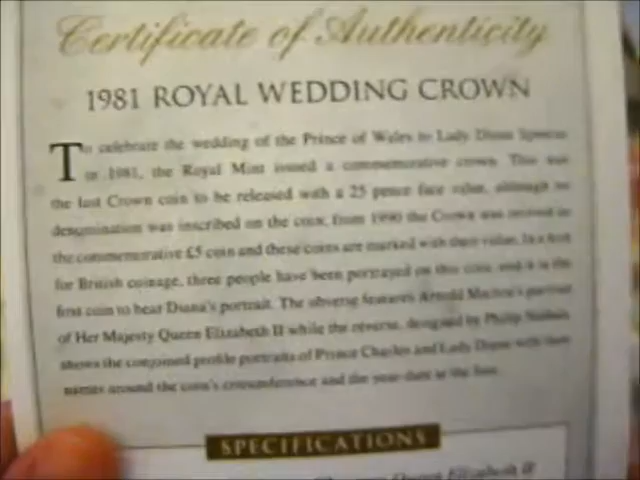 Certificate of Authenticity
1981 ROYAL WEDDING CROWN
To celebrate the wedding of the Prince of Wales to Lady Diana Spencer
in 1981, the Royal Mint issued a commemorative crown. This was
the last Crown coin to be released with a 25 pence face value, although no
denomination was inscribed on the coin; from 1990 the Crown was revived as
the commemorative £5 coin and these coins are marked with their value. In a first
for British coinage, three people have been portrayed on this coin and it is the
first coin to bear Diana's portrait. The obverse features Arnold Machin's portrait
of Her Majesty Queen Elizabeth II while the reverse, designed by Philip Nathan
shows the conjoined profile portraits of Prince Charles and Lady Diana with their
names around the coin's circumference and the year-date at the
SPECIFICATIONS
Queen Elizabeth II